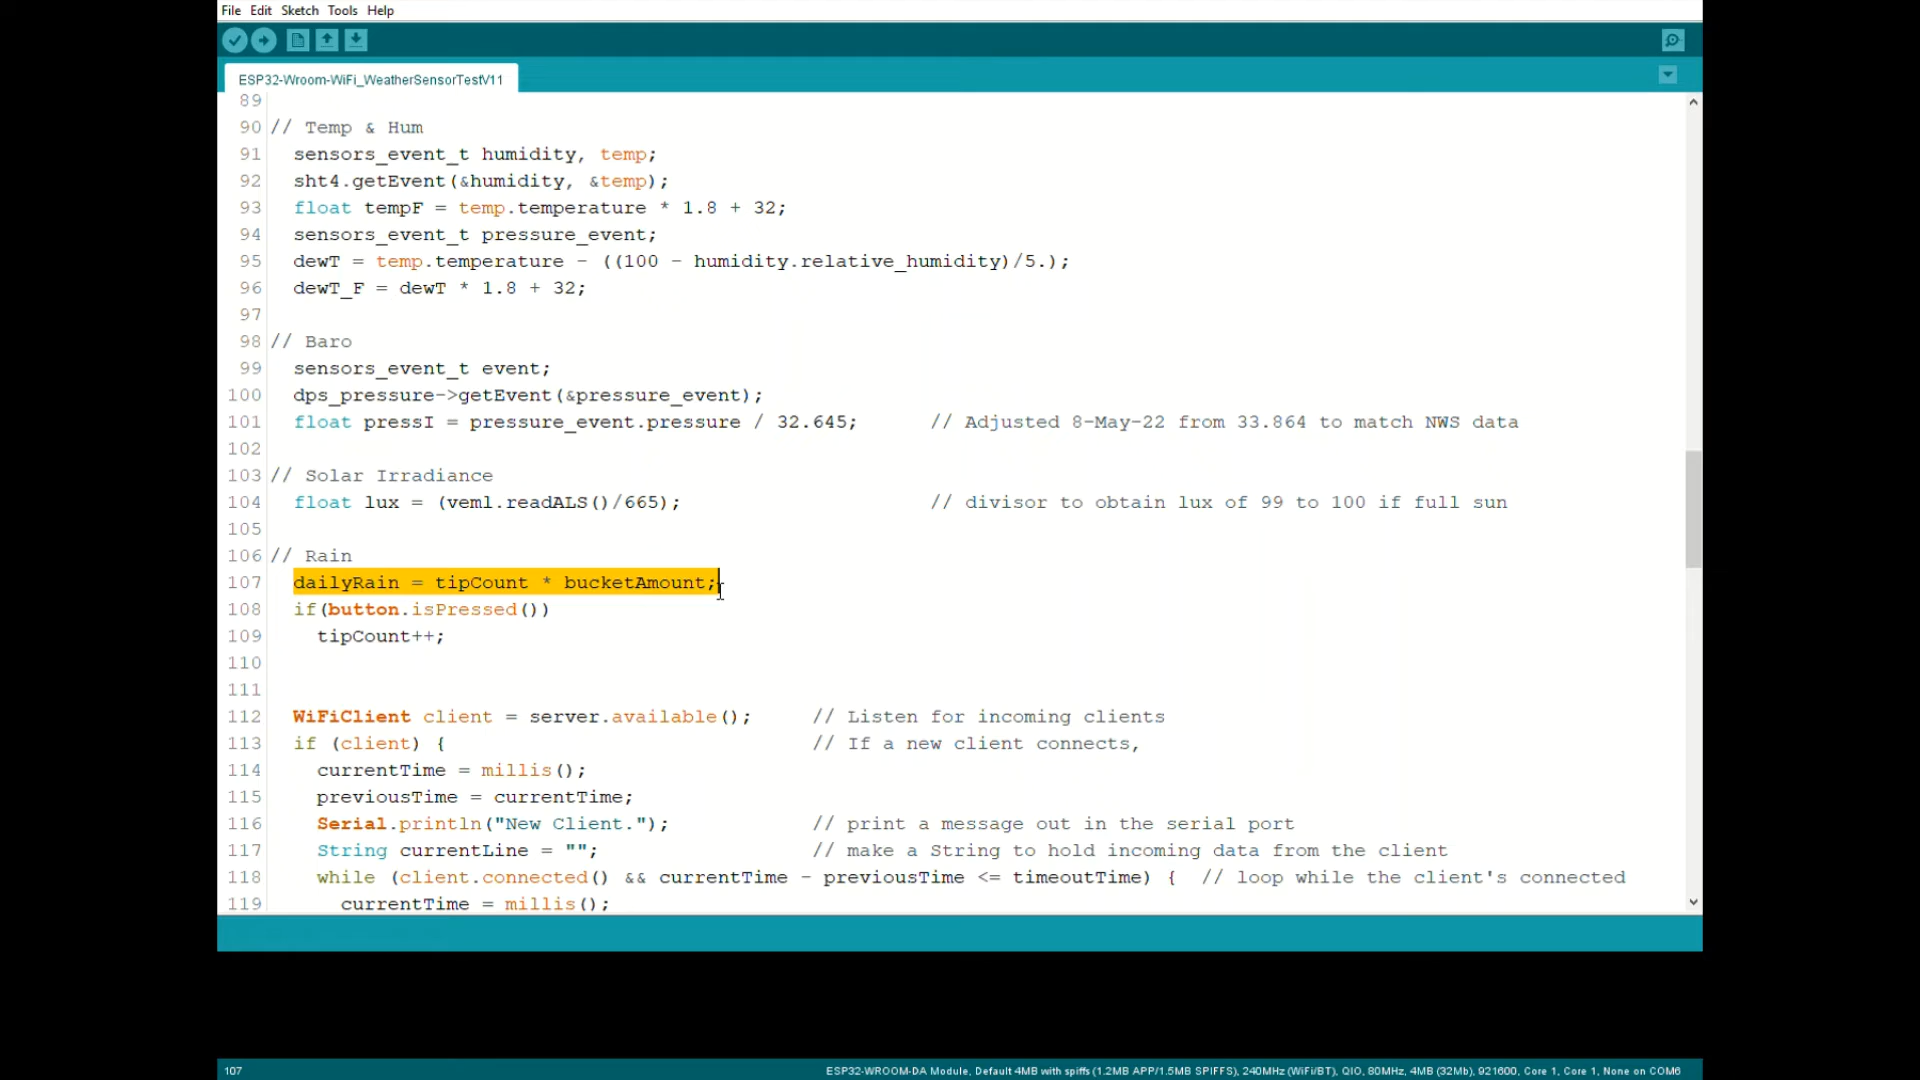 File Edit Sketch Tools Help
ESP32-Wroom-WiFi_WeatherSensorTestV11
89
90 // Temp & Hum
91 sensors_event_t humidity, temp;
92 sht4.getEvent(&humidity, &temp);
93 float tempF = temp.temperature * 1.8 + 32;
94 sensors_event_t pressure_event;
95 dewT = temp.temperature - ((100 - humidity.relative_humidity)/5.);
96 dewT_F = dewT * 1.8 + 32;
97
98 // Baro
99 sensors_event_t event;
100 dps_pressure->getEvent(&pressure_event);
101 float pressI = pressure_event.pressure / 32.645; // Adjusted 8-May-22 from 33.864 to match NWS data
102
103 // Solar Irradiance
104 float lux = (veml.readALS()/665); // divisor to obtain lux of 99 to 100 if full sun
105
106 // Rain
107 dailyRain = tipCount * bucketAmount;
108 if(button.isPressed())
109 tipCount++;
110
111
112 WiFiClient client = server.available(); // Listen for incoming clients
113 if (client) { // If a new client connects,
114 currentTime = millis();
115 previousTime = currentTime;
116 Serial.println("New Client."); // print a message out in the serial port
117 String currentLine = ""; // make a String to hold incoming data from the client
118 while (client.connected() && currentTime - previousTime <= timeoutTime) { // loop while the client's connected
119 currentTime = millis();
107 ESP32-WROOM-DA Module, Default 4MB with spiffs (1.2MB APP/1.5MB SPIFFS), 240MHz (WiFi/BT), QIO, 80MHz, 4MB (32Mb), 921600, Core 1, Core 1, None on COM6